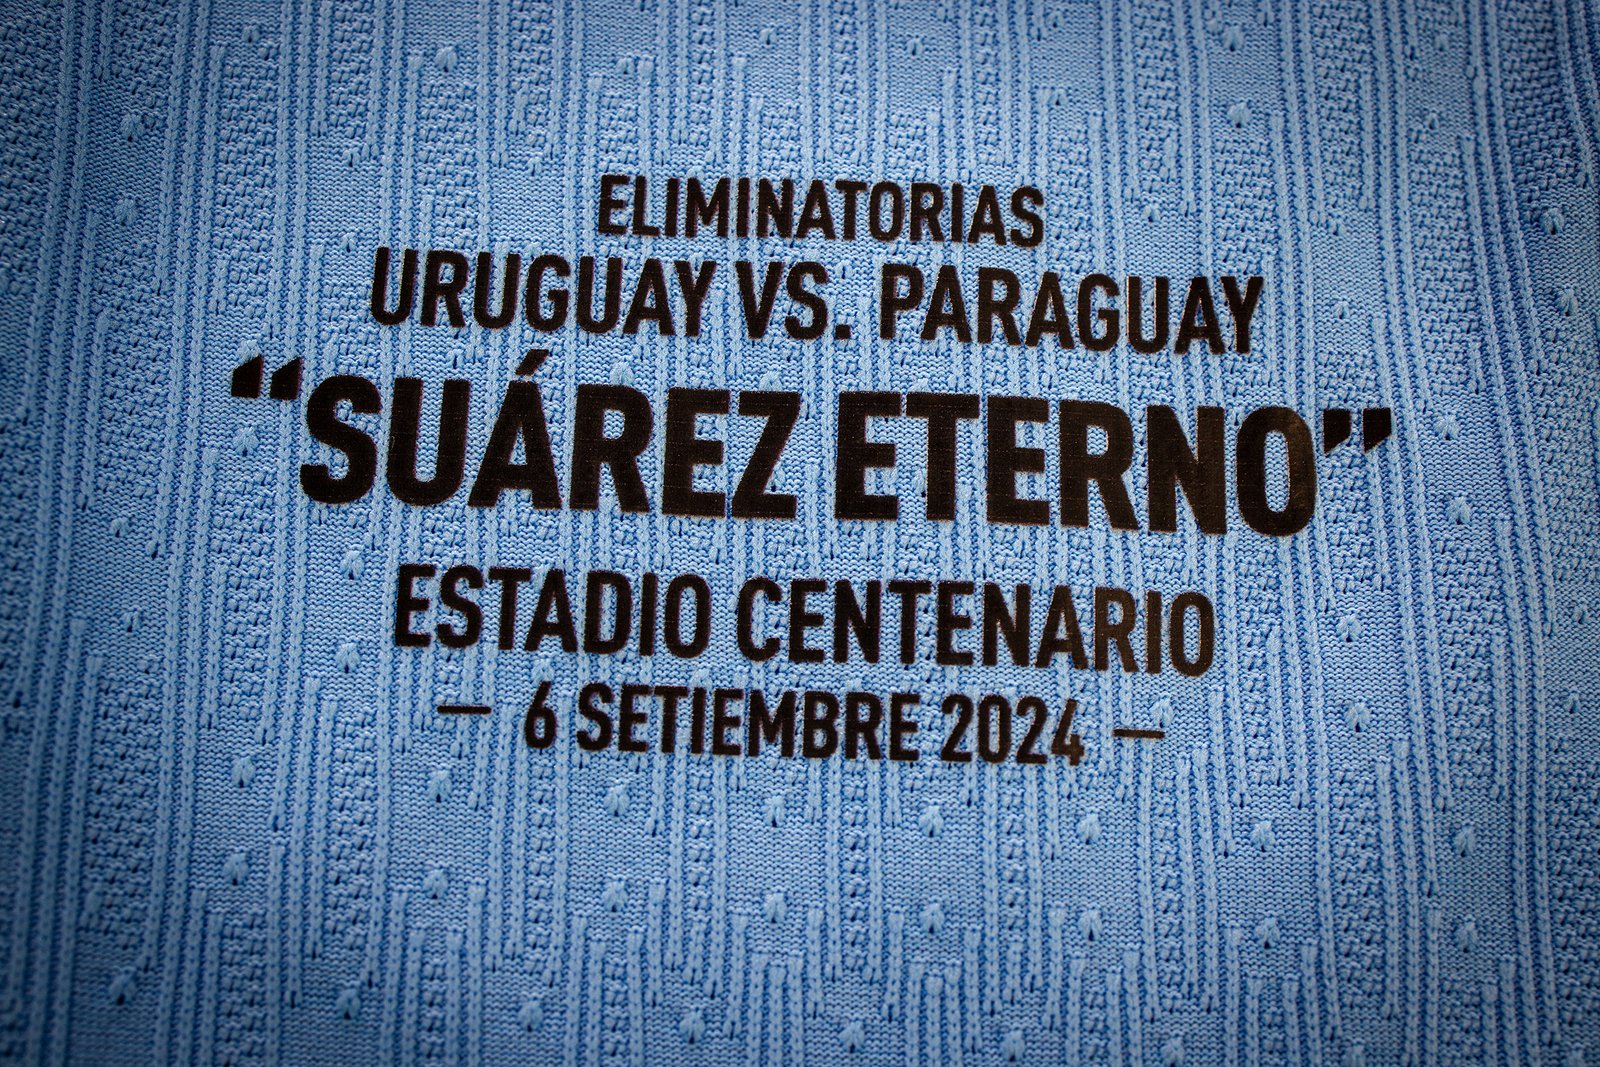 ELIMINATORIAS
URUGUAY VS. PARAGUAY
“SUÁREZ ETERNO”
ESTADIO CENTENARIO
— 6 SETIEMBRE 2024 —